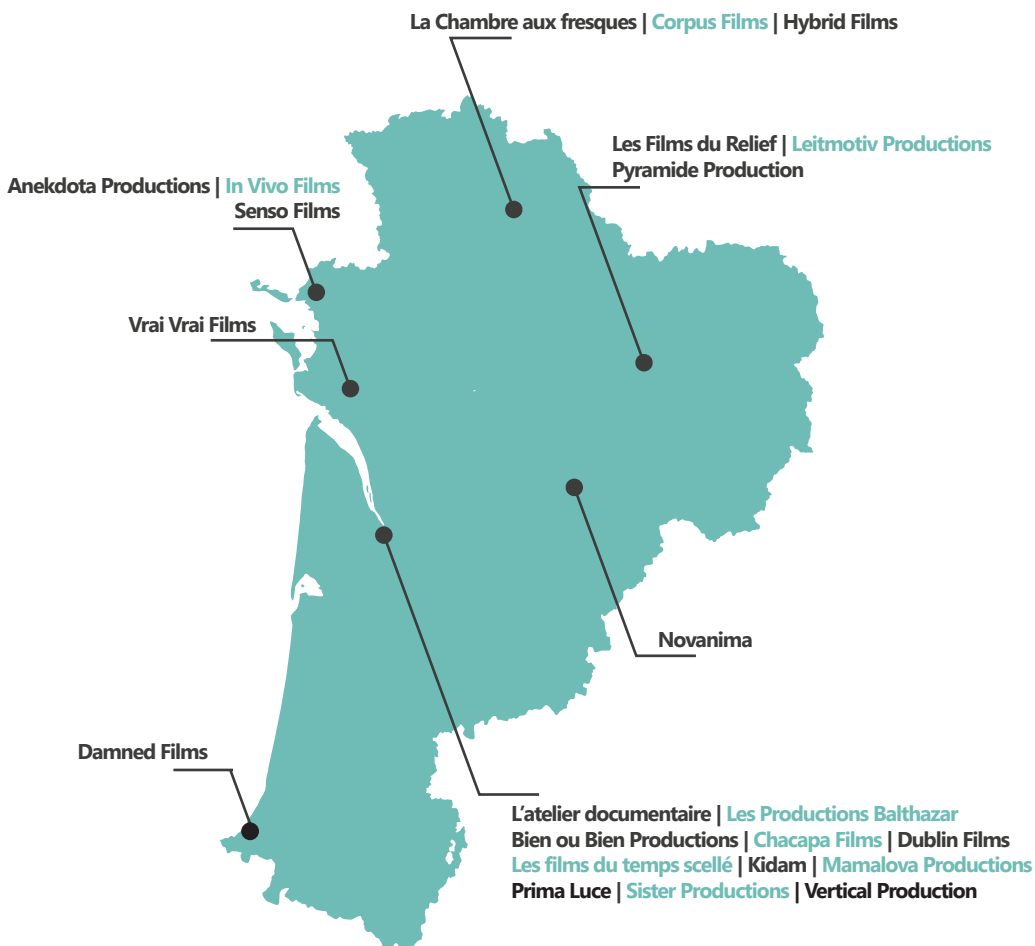 La Chambre aux fresques | Corpus Films | Hybrid Films
Les Films du Relief | Leitmotiv Productions
Pyramide Production
Anekdota Productions | In Vivo Films
Senso Films
Vrai Vrai Films
Novanima
Damned Films
L'atelier documentaire | Les Productions Balthazar
Bien ou Bien Productions | Chacapa Films | Dublin Films
Les films du temps scellé | Kidam | Mamalova Productions
Prima Luce | Sister Productions | Vertical Production